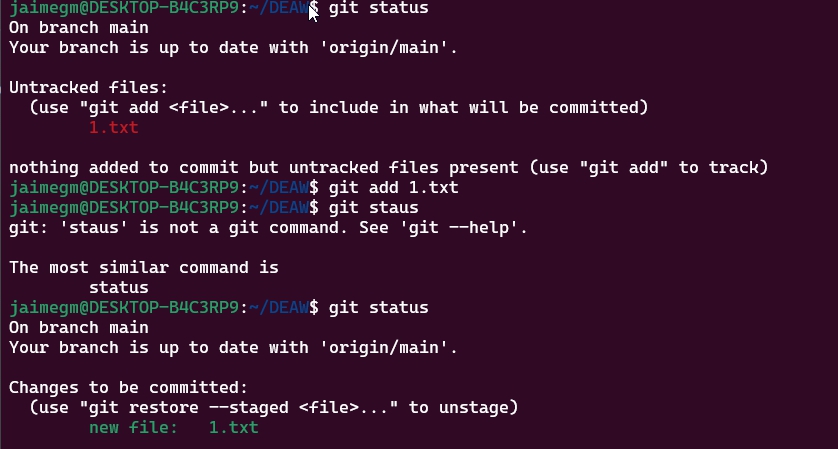 jaimegm@DESKTOP-B4C3RP9:~/DEAW$ git status
On branch main
Your branch is up to date with 'origin/main'.
Untracked files:
(use "git add <file>..." to include in what will be committed)
1.txt
nothing added to commit but untracked files present (use "git add" to track)
jaimegm@DESKTOP-B4C3RP9:~/DEAW$ git add 1.txt
jaimegm@DESKTOP-B4C3RP9:~/DEAW$ git staus
git: 'staus' is not a git command. See 'git --help'.
The most similar command is
status
jaimegm@DESKTOP-B4C3RP9:~/DEAW$ git status
On branch main
Your branch is up to date with 'origin/main'.
Changes to be committed:
(use "git restore --staged <file>..." to unstage)
new file:   1.txt